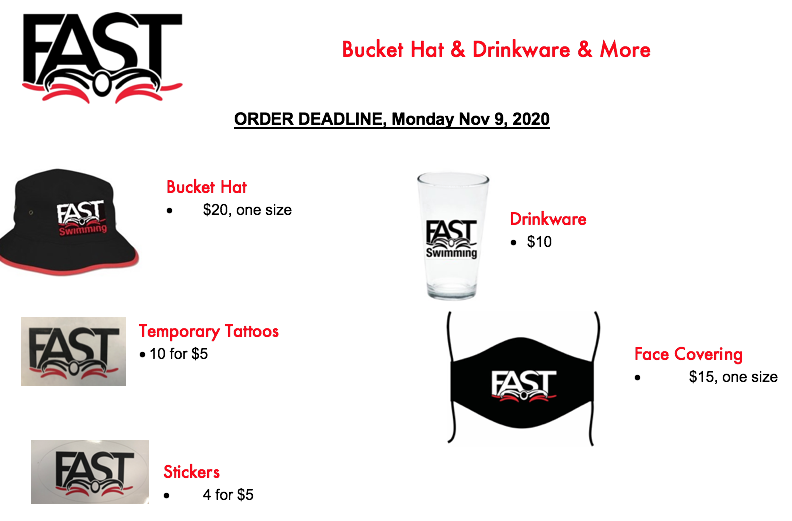 FAST
Bucket Hat & Drinkware & More
ORDER DEADLINE, Monday Nov 9, 2020
FAST
Swimming
Bucket Hat
• $20, one size
FAST
Swimming
Drinkware
• $10
FAST
Temporary Tattoos
• 10 for $5
FAST
Face Covering
• $15, one size
FAST
Stickers
• 4 for $5